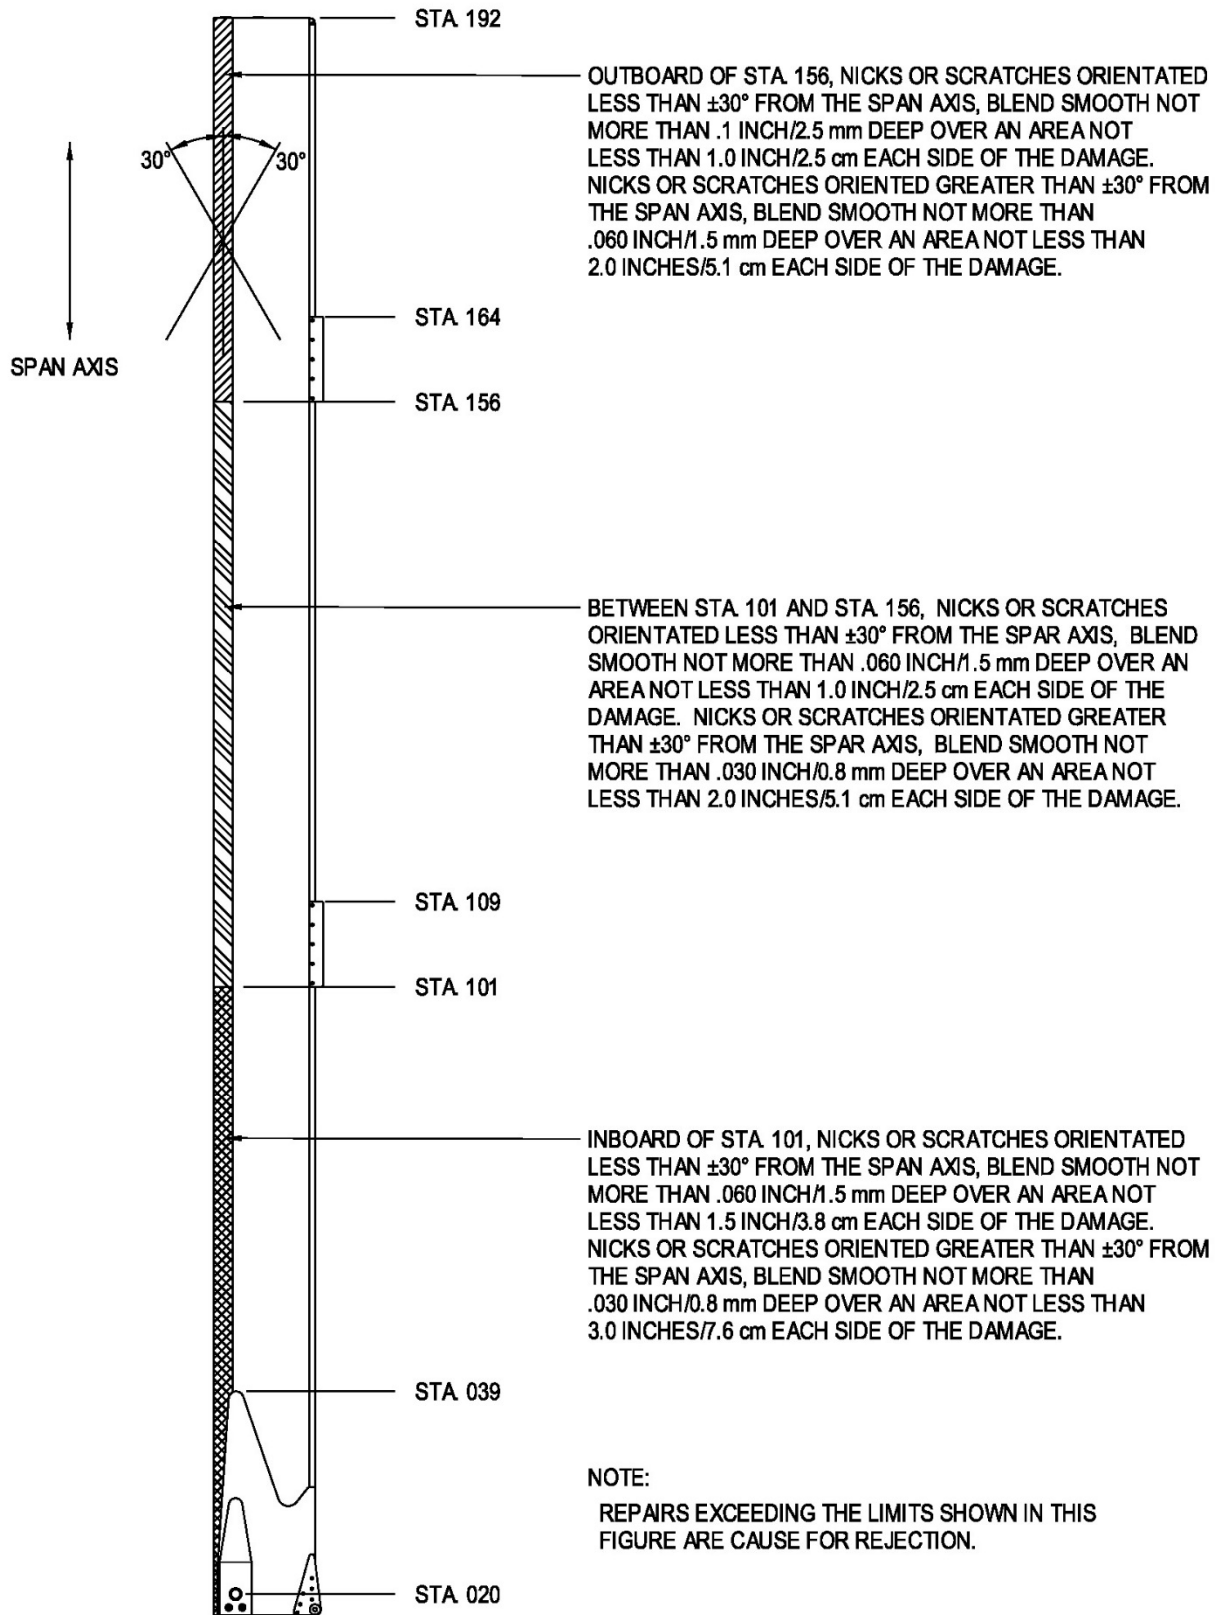 STA. 192
OUTBOARD OF STA. 156, NICKS OR SCRATCHES ORIENTATED
LESS THAN ±30° FROM THE SPAN AXIS, BLEND SMOOTH NOT
MORE THAN .1 INCH/2.5 mm DEEP OVER AN AREA NOT
LESS THAN 1.0 INCH/2.5 cm EACH SIDE OF THE DAMAGE.
NICKS OR SCRATCHES ORIENTED GREATER THAN ±30° FROM
THE SPAN AXIS, BLEND SMOOTH NOT MORE THAN
.060 INCH/1.5 mm DEEP OVER AN AREA NOT LESS THAN
2.0 INCHES/5.1 cm EACH SIDE OF THE DAMAGE.
30° 30°
SPAN AXIS
STA. 164
STA. 156
BETWEEN STA. 101 AND STA. 156, NICKS OR SCRATCHES
ORIENTATED LESS THAN ±30° FROM THE SPAR AXIS, BLEND
SMOOTH NOT MORE THAN .060 INCH/1.5 mm DEEP OVER AN
AREA NOT LESS THAN 1.0 INCH/2.5 cm EACH SIDE OF THE
DAMAGE. NICKS OR SCRATCHES ORIENTATED GREATER
THAN ±30° FROM THE SPAR AXIS, BLEND SMOOTH NOT
MORE THAN .030 INCH/0.8 mm DEEP OVER AN AREA NOT
LESS THAN 2.0 INCHES/5.1 cm EACH SIDE OF THE DAMAGE.
STA. 109
STA. 101
INBOARD OF STA. 101, NICKS OR SCRATCHES ORIENTATED
LESS THAN ±30° FROM THE SPAN AXIS, BLEND SMOOTH NOT
MORE THAN .060 INCH/1.5 mm DEEP OVER AN AREA NOT
LESS THAN 1.5 INCH/3.8 cm EACH SIDE OF THE DAMAGE.
NICKS OR SCRATCHES ORIENTED GREATER THAN ±30° FROM
THE SPAN AXIS, BLEND SMOOTH NOT MORE THAN
.030 INCH/0.8 mm DEEP OVER AN AREA NOT LESS THAN
3.0 INCHES/7.6 cm EACH SIDE OF THE DAMAGE.
STA. 039
NOTE:
REPAIRS EXCEEDING THE LIMITS SHOWN IN THIS
FIGURE ARE CAUSE FOR REJECTION.
STA. 020